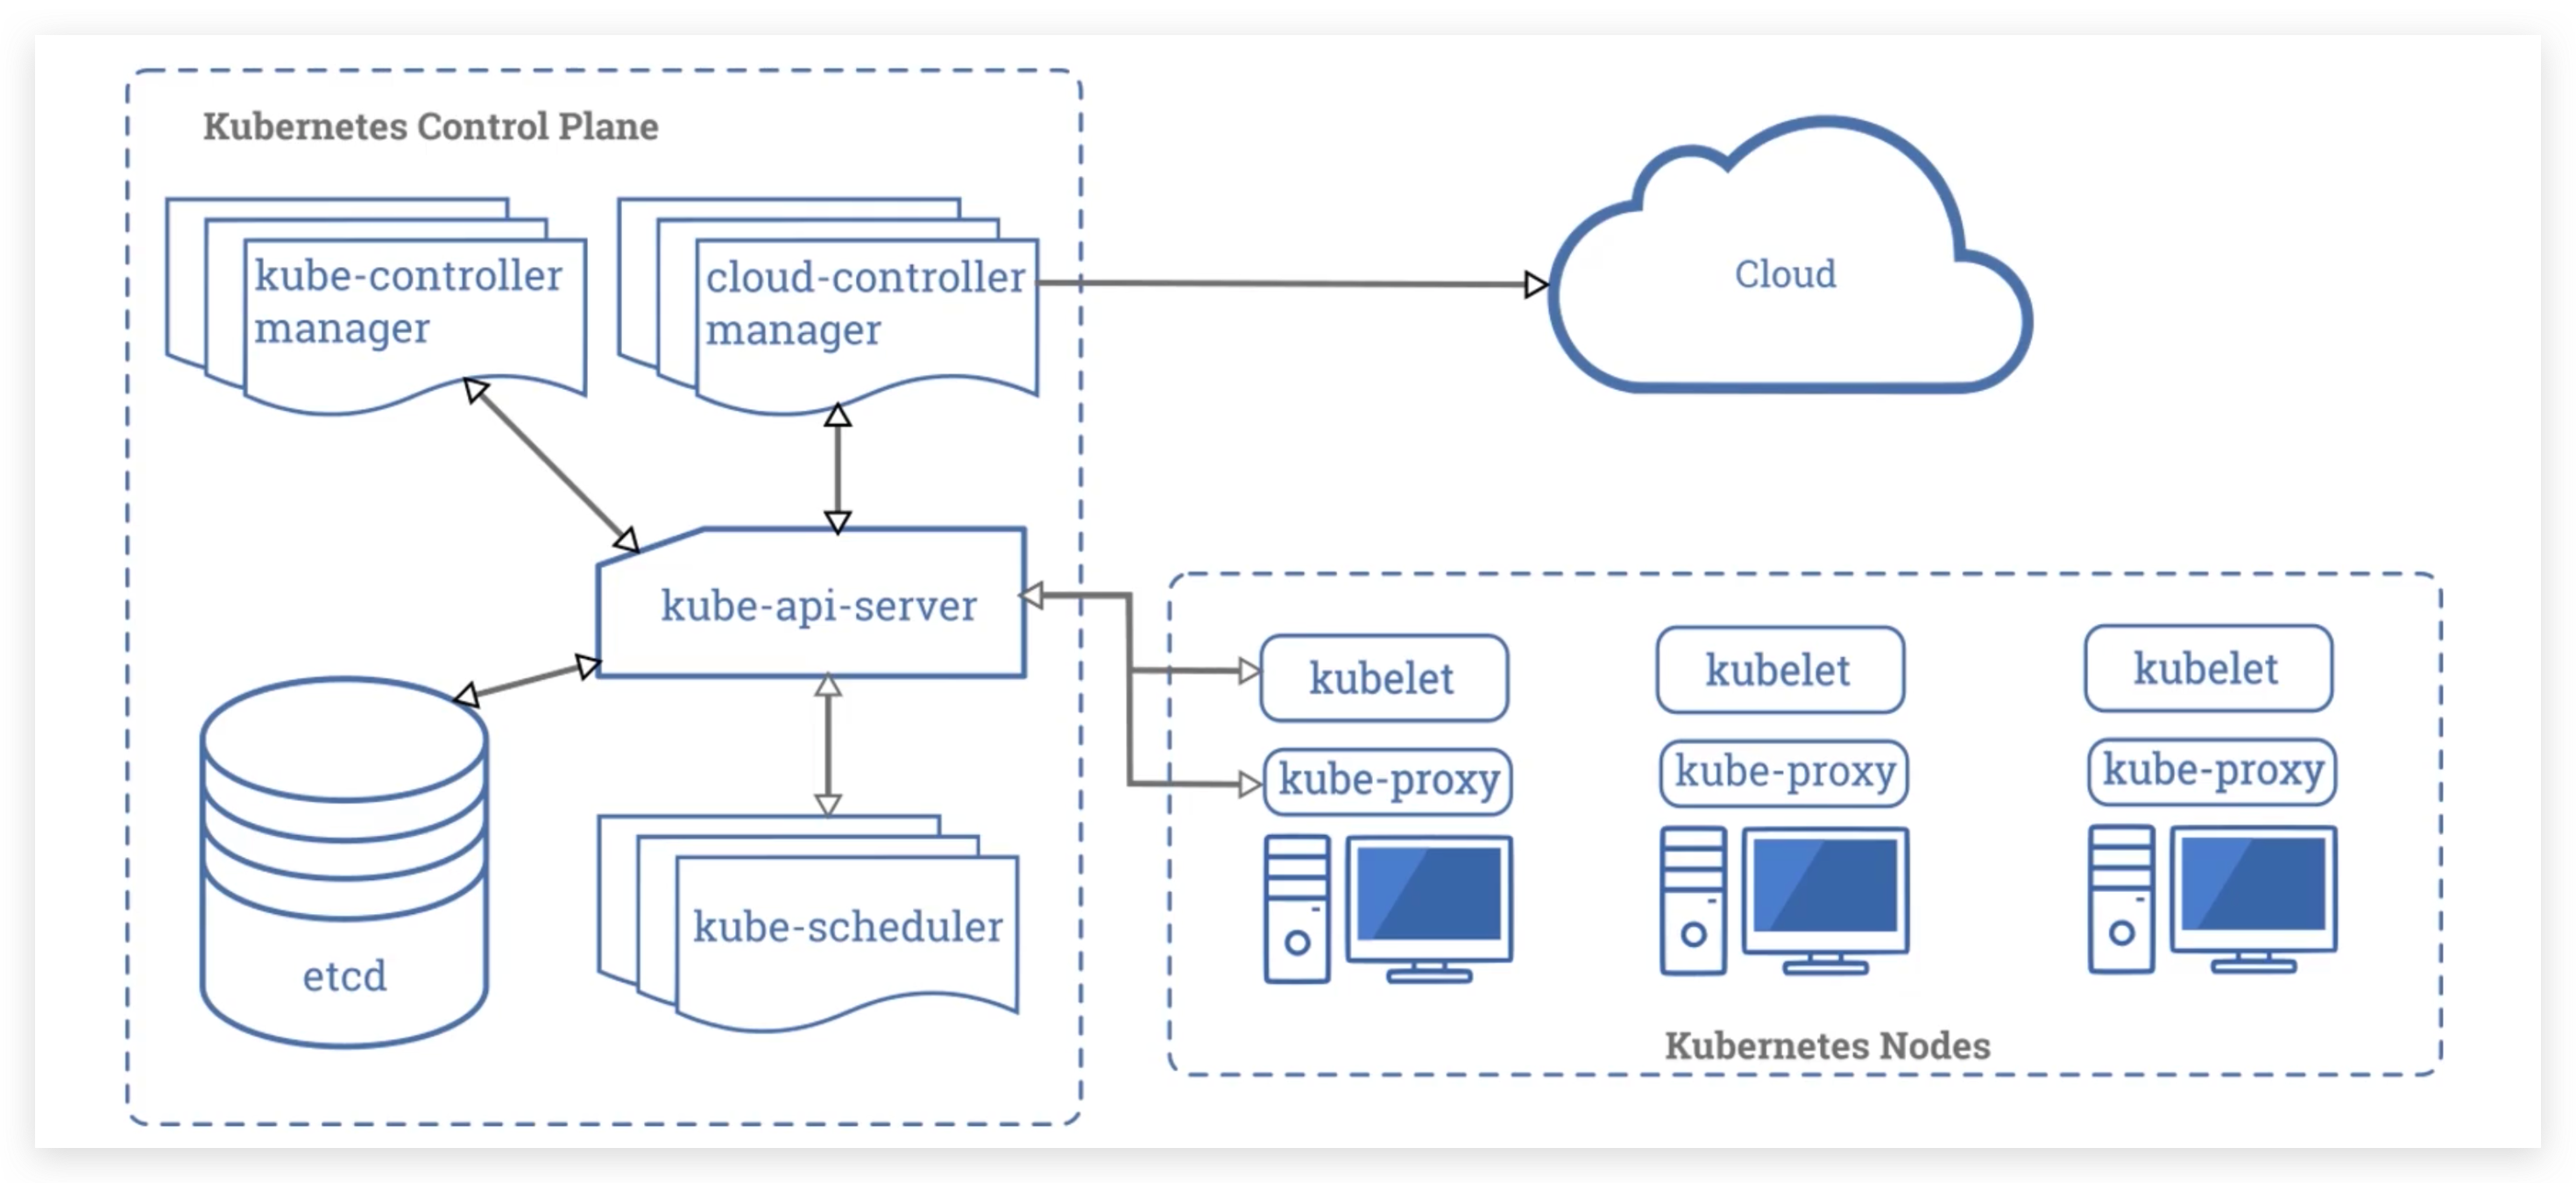 Kubernetes Control Plane
kube-controller
manager
cloud-controller
manager
Cloud
kube-api-server
etcd
kube-scheduler
kubelet
kube-proxy
kubelet
kube-proxy
kubelet
kube-proxy
Kubernetes Nodes